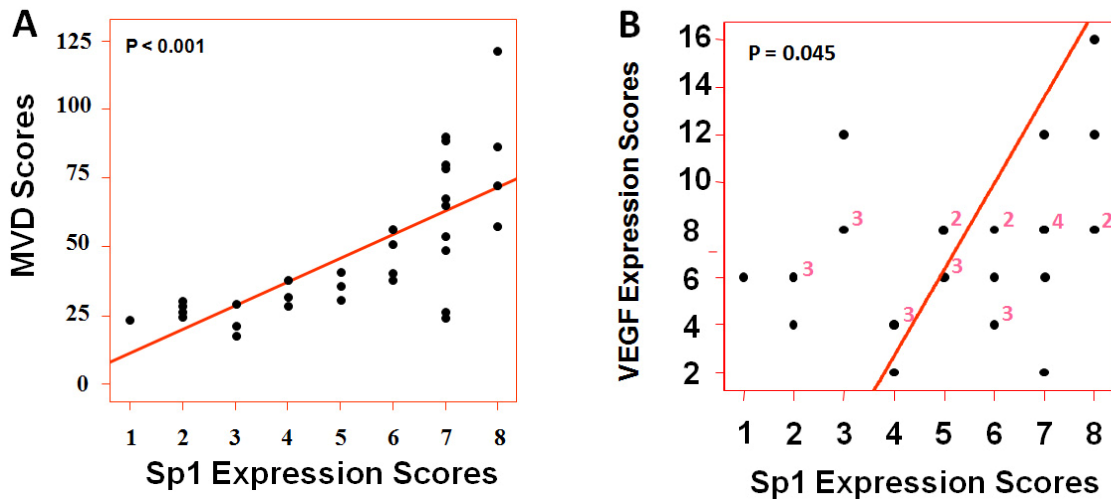 A
P < 0.001
MVD Scores
125
100
75
50
25
0
1 2 3 4 5 6 7 8
Sp1 Expression Scores
B
P = 0.045
VEGF Expression Scores
16
14
12
10
8
6
4
2
3 2 2 4 2
3 3
3 3
1 2 3 4 5 6 7 8
Sp1 Expression Scores